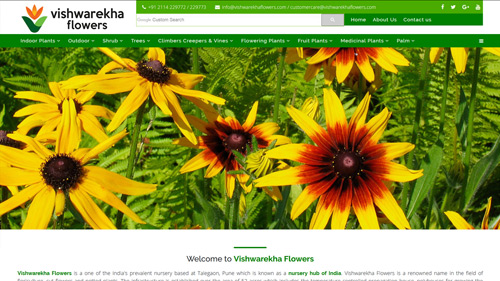 vishwarekha
flowers
+91 2114 229772 / 229773
info@vishwarekhaflowers.com / customercare@vishwarekhaflowers.com
Google Custom Search
HOME ABOUT US CONTACT US
Indoor Plants Outdoor Shrub Trees Climbers Creepers & Vines Flowering Plants Fruit Plants Medicinal Plants Palm
Welcome to Vishwarekha Flowers
Vishwarekha Flowers is a one of the India's prevalent nursery based at Talegaon, Pune which is known as a nursery hub of India. Vishwarekha Flowers is a renowned name in the field of